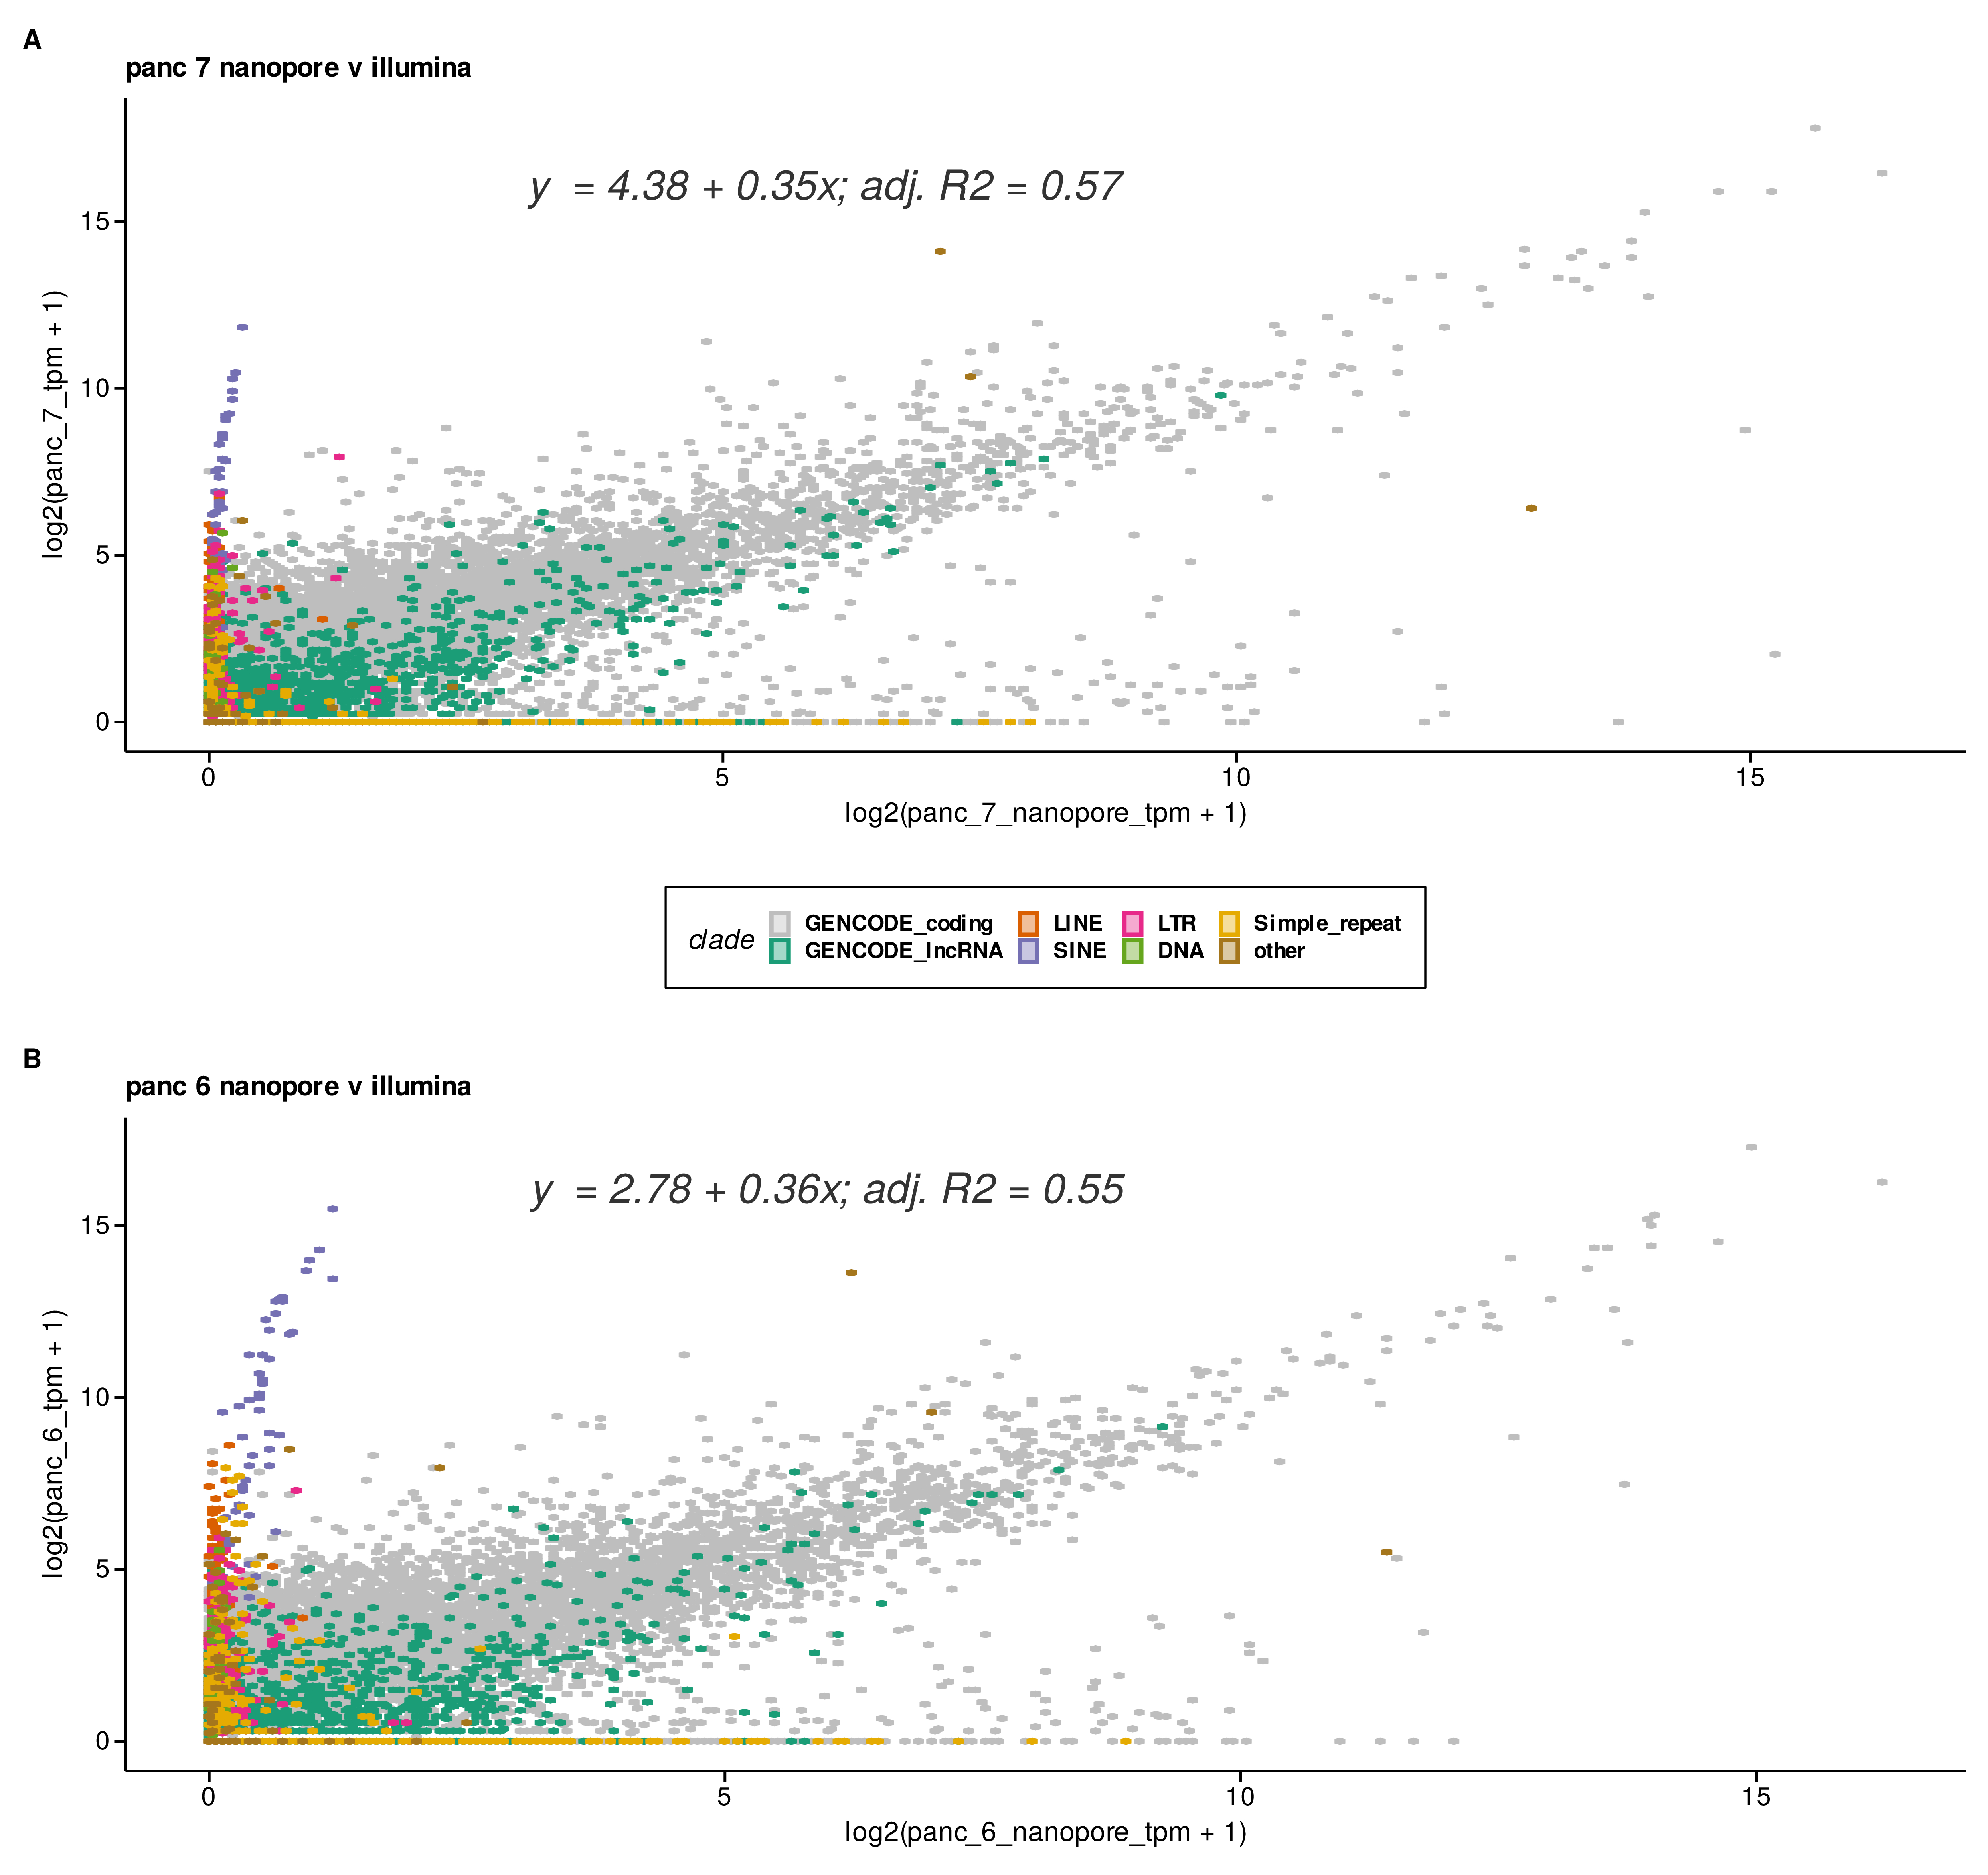 A
panc 7 nanopore v illumina
y = 4.38 + 0.35x; adj. R2 = 0.57
log2(panc_7_tpm + 1)
15
10
5
0
0 5 10 15
log2(panc_7_nanopore_tpm + 1)
clade
GENCODE_coding LINE LTR Simple_repeat
GENCODE_lncRNA SINE DNA other
B
panc 6 nanopore v illumina
y = 2.78 + 0.36x; adj. R2 = 0.55
log2(panc_6_tpm + 1)
15
10
5
0
0 5 10 15
log2(panc_6_nanopore_tpm + 1)